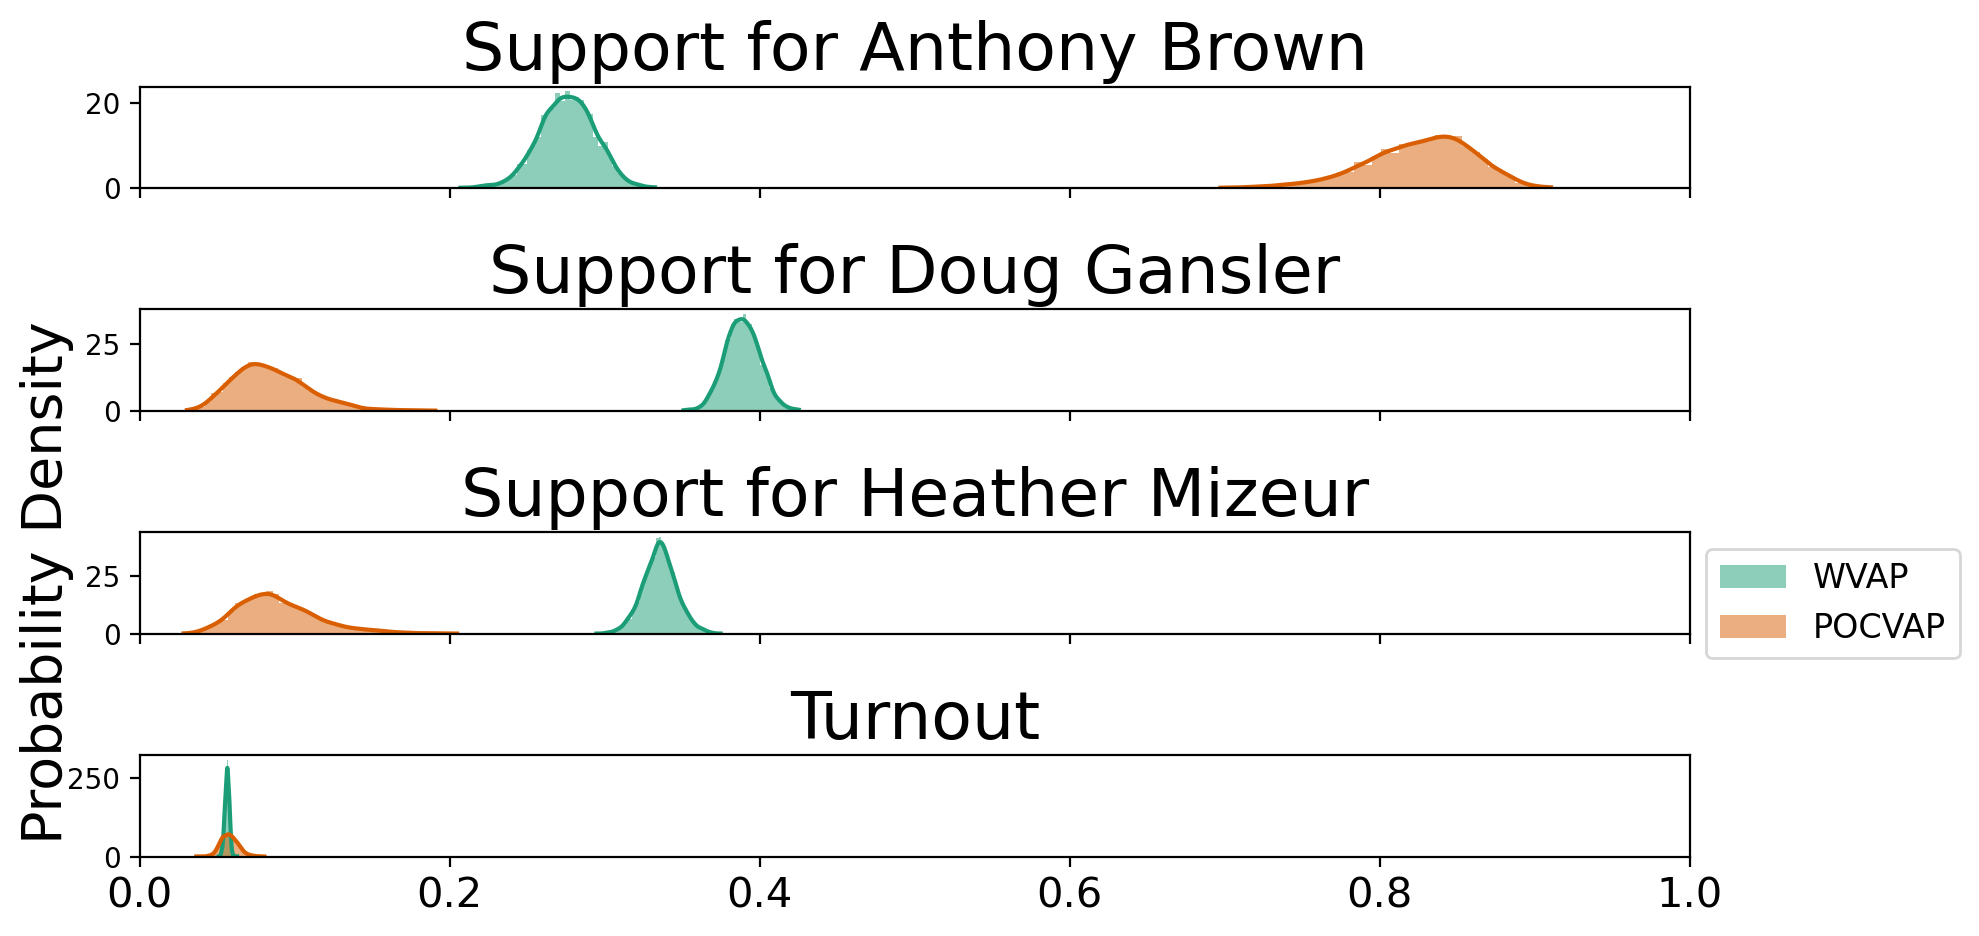 Support for Anthony Brown
20
0
Support for Doug Gansler
25
0
Support for Heather Mizeur
25
0
Turnout
250
0
0.0 0.2 0.4 0.6 0.8 1.0
Probability Density
WVAP
POCVAP